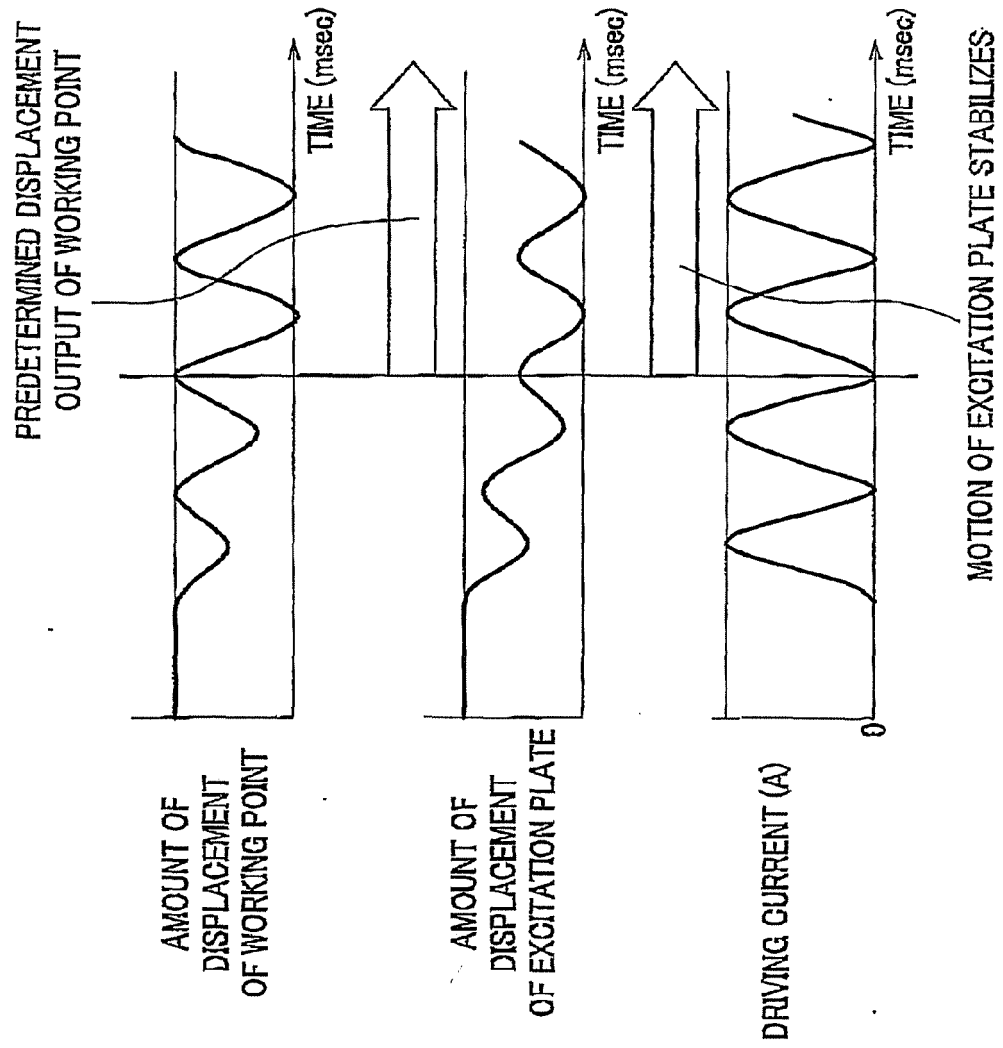 PREDETERMINED DISPLACEMENT
OUTPUT OF WORKING POINT
AMOUNT OF
DISPLACEMENT
OF WORKING POINT
TIME (msec)
AMOUNT OF
DISPLACEMENT
OF EXCITATION PLATE
TIME (msec)
DRIVING CURRENT (A)
0
TIME (msec)
MOTION OF EXCITATION PLATE STABILIZES